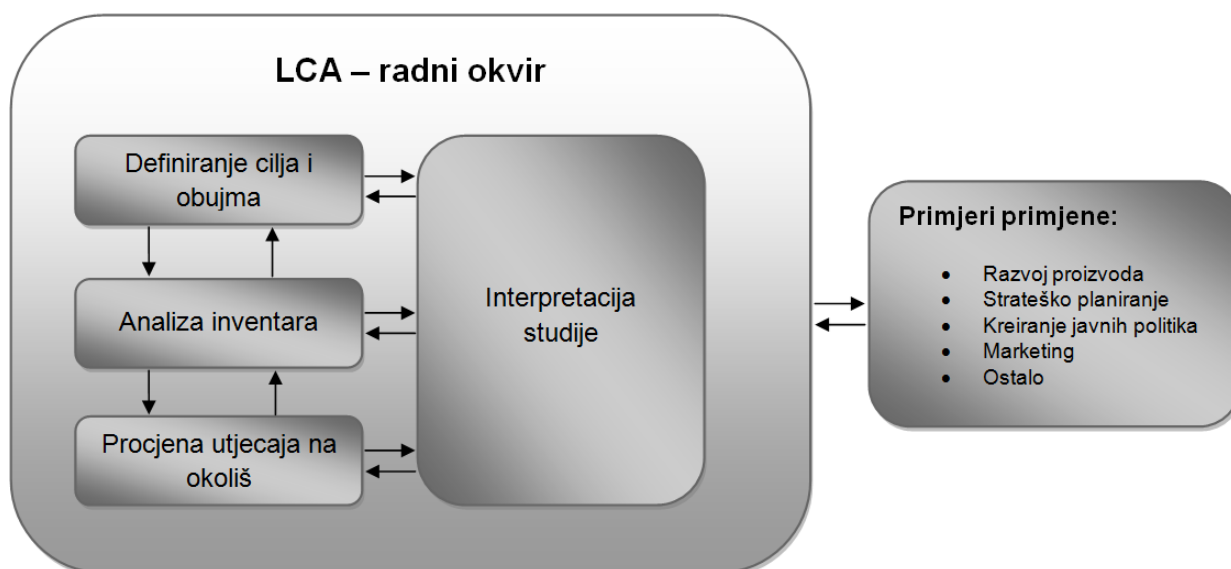 LCA – radni okvir
Definiranje cilja i
obujma
Analiza inventara
Procjena utjecaja na
okoliš
Interpretacija
studije
Primjeri primjene:
• Razvoj proizvoda
• Strateško planiranje
• Kreiranje javnih politika
• Marketing
• Ostalo